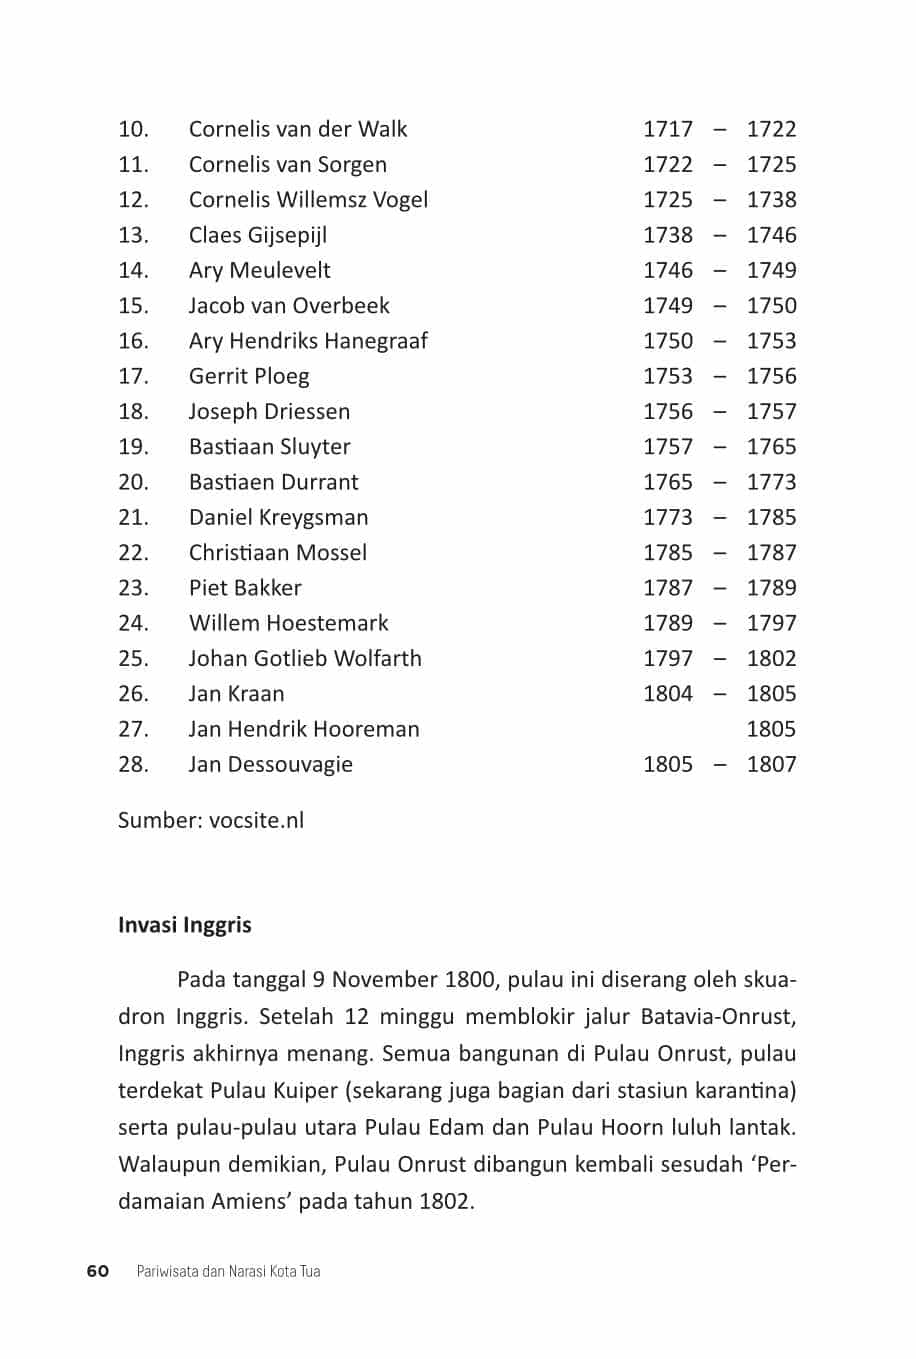 10. Cornelis van der Walk 1717 – 1722
11. Cornelis van Sorgen 1722 – 1725
12. Cornelis Willemsz Vogel 1725 – 1738
13. Claes Gijsepijl 1738 – 1746
14. Ary Meulevelt 1746 – 1749
15. Jacob van Overbeek 1749 – 1750
16. Ary Hendriks Hanegraaf 1750 – 1753
17. Gerrit Ploeg 1753 – 1756
18. Joseph Driessen 1756 – 1757
19. Bastiaan Sluyter 1757 – 1765
20. Bastiaen Durrant 1765 – 1773
21. Daniel Kreygsman 1773 – 1785
22. Christiaan Mossel 1785 – 1787
23. Piet Bakker 1787 – 1789
24. Willem Hoestemark 1789 – 1797
25. Johan Gotlieb Wolfarth 1797 – 1802
26. Jan Kraan 1804 – 1805
27. Jan Hendrik Hooreman 1805
28. Jan Dessouvagie 1805 – 1807
Sumber: vocsite.nl
Invasi Inggris
Pada tanggal 9 November 1800, pulau ini diserang oleh skua-
dron Inggris. Setelah 12 minggu memblokir jalur Batavia-Onrust,
Inggris akhirnya menang. Semua bangunan di Pulau Onrust, pulau
terdekat Pulau Kuiper (sekarang juga bagian dari stasiun karantina)
serta pulau-pulau utara Pulau Edam dan Pulau Hoorn luluh lantak.
Walaupun demikian, Pulau Onrust dibangun kembali sesudah ‘Per-
damaian Amiens’ pada tahun 1802.
60 Pariwisata dan Narasi Kota Tua